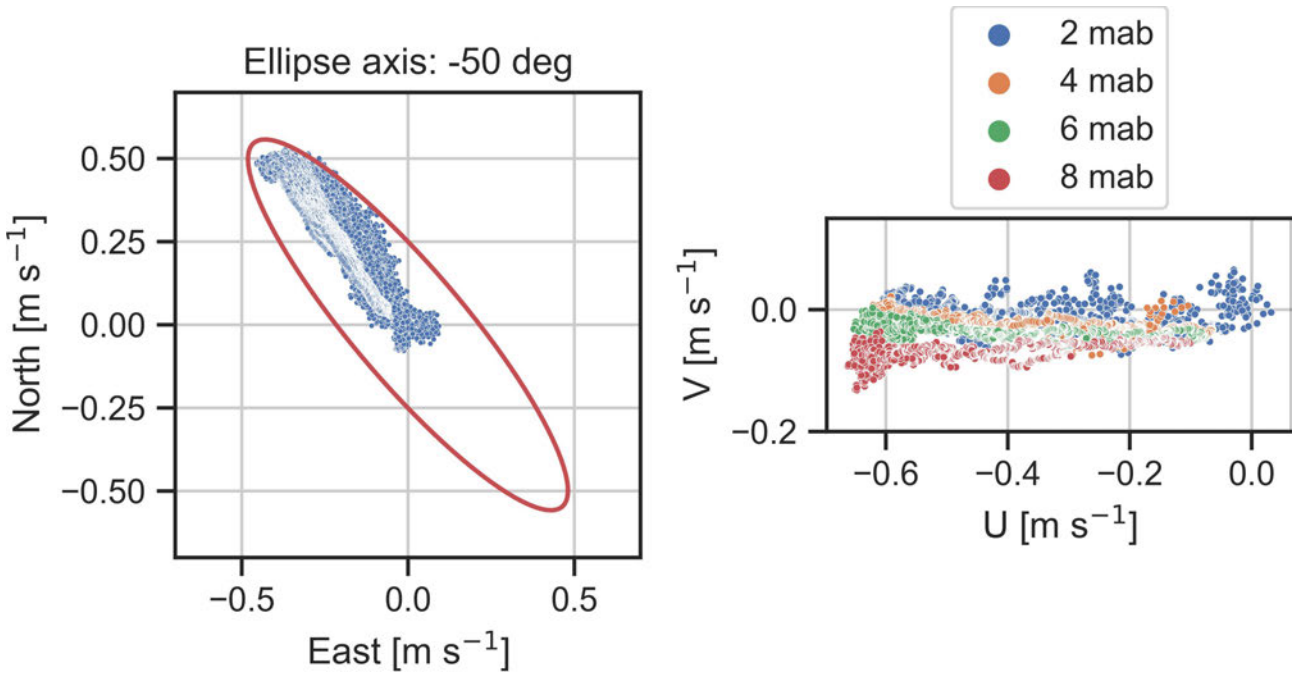 Ellipse axis: -50 deg
North [m s⁻¹]
0.50
0.25
0.00
−0.25
−0.50
−0.5
0.0
0.5
East [m s⁻¹]
2 mab
4 mab
6 mab
8 mab
V [m s⁻¹]
0.0
−0.2
−0.6
−0.4
−0.2
0.0
U [m s⁻¹]